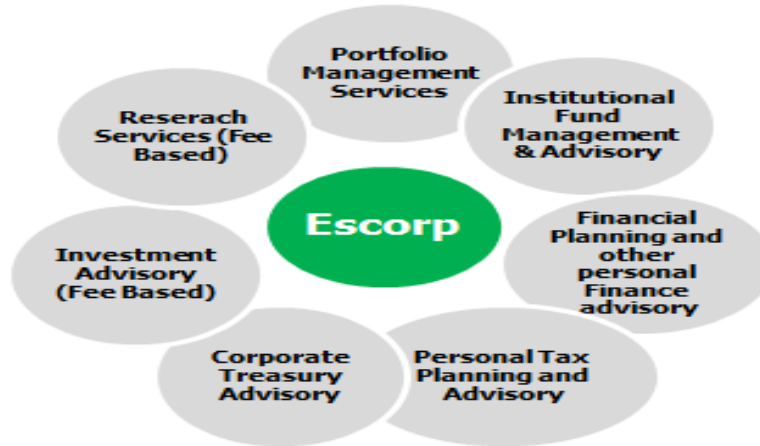 Portfolio
Management
Services
Institutional
Fund
Management
& Advisory
Financial
Planning and
other
personal
Finance
advisory
Personal Tax
Planning and
Advisory
Corporate
Treasury
Advisory
Investment
Advisory
(Fee Based)
Reserach
Services (Fee
Based)
Escorp